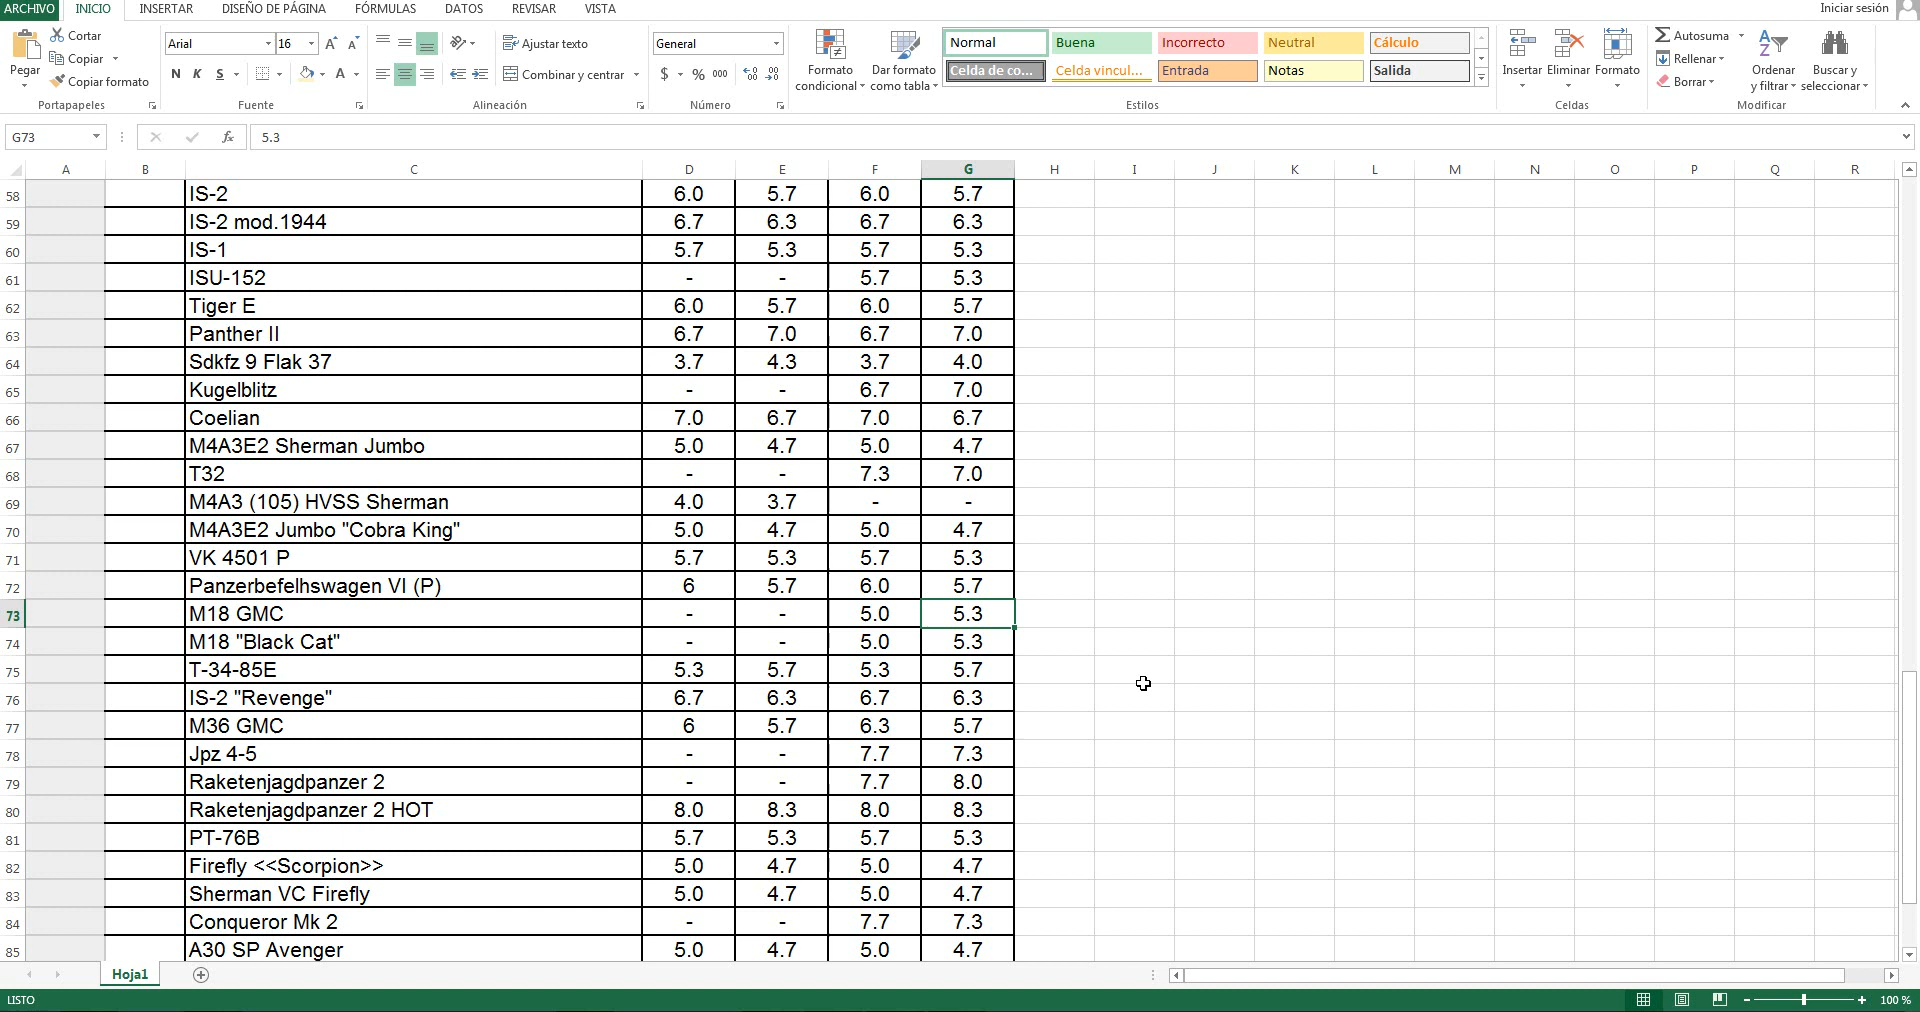 ARCHIVO INICIO INSERTAR DISEÑO DE PÁGINA FÓRMULAS DATOS REVISAR VISTA Iniciar sesión
Pegar Cortar
Copiar
Copiar formato
Portapapeles
Arial 16
N K S
Fuente
Ajustar texto
Combinar y centrar
Alineación
General
$ % 000
Número
Formato condicional
Dar formato como tabla
Normal Buena Incorrecto Neutral Cálculo
Celda de co... Celda vincul... Entrada Notas Salida
Estilos
Insertar Eliminar Formato
Celdas
Autosuma
Rellenar
Borrar
Ordenar y filtrar
Buscar y seleccionar
Modificar
G73 fx 5.3
A B C D E F G H I J K L M N O P Q R
58 IS-2 6.0 5.7 6.0 5.7
59 IS-2 mod.1944 6.7 6.3 6.7 6.3
60 IS-1 5.7 5.3 5.7 5.3
61 ISU-152 - - 5.7 5.3
62 Tiger E 6.0 5.7 6.0 5.7
63 Panther II 6.7 7.0 6.7 7.0
64 Sdkfz 9 Flak 37 3.7 4.3 3.7 4.0
65 Kugelblitz - - 6.7 7.0
66 Coelian 7.0 6.7 7.0 6.7
67 M4A3E2 Sherman Jumbo 5.0 4.7 5.0 4.7
68 T32 - - 7.3 7.0
69 M4A3 (105) HVSS Sherman 4.0 3.7 - -
70 M4A3E2 Jumbo "Cobra King" 5.0 4.7 5.0 4.7
71 VK 4501 P 5.7 5.3 5.7 5.3
72 Panzerbefelhswagen VI (P) 6 5.7 6.0 5.7
73 M18 GMC - - 5.0 5.3
74 M18 "Black Cat" - - 5.0 5.3
75 T-34-85E 5.3 5.7 5.3 5.7
76 IS-2 "Revenge" 6.7 6.3 6.7 6.3
77 M36 GMC 6 5.7 6.3 5.7
78 Jpz 4-5 - - 7.7 7.3
79 Raketenjagdpanzer 2 - - 7.7 8.0
80 Raketenjagdpanzer 2 HOT 8.0 8.3 8.0 8.3
81 PT-76B 5.7 5.3 5.7 5.3
82 Firefly <<Scorpion>> 5.0 4.7 5.0 4.7
83 Sherman VC Firefly 5.0 4.7 5.0 4.7
84 Conqueror Mk 2 - - 7.7 7.3
85 A30 SP Avenger 5.0 4.7 5.0 4.7
Hoja1
LISTO 100 %